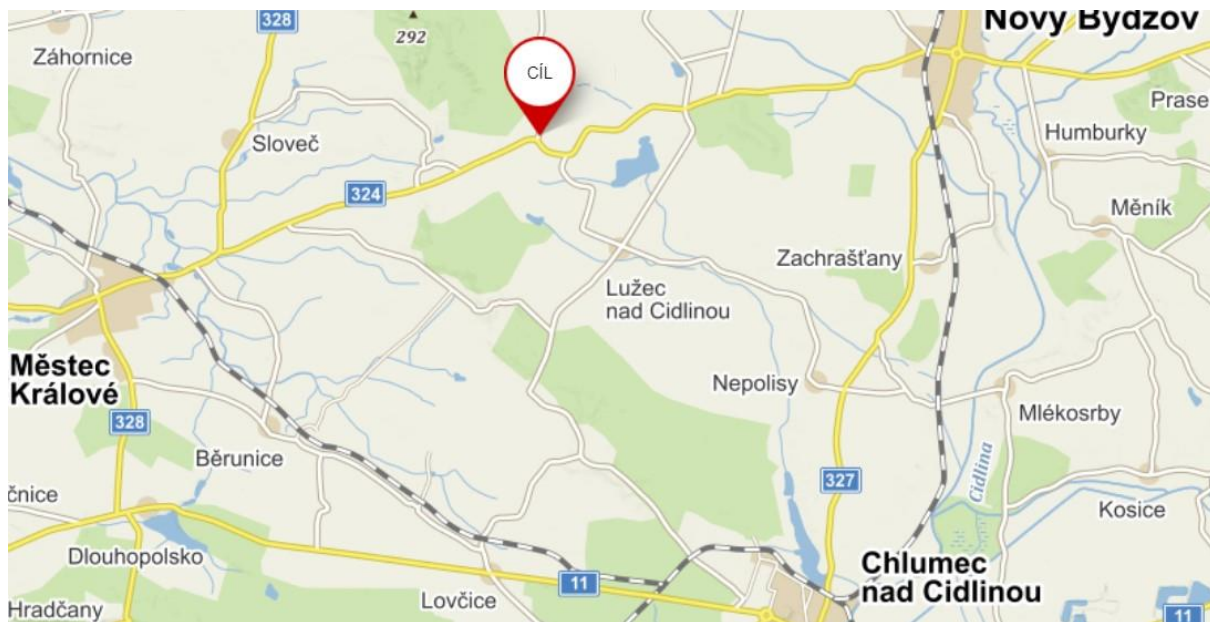 328
Nový Bydžov
292
Záhornice
CÍL
Prase
Sloveč
Humburky
324
Měník
Zachrašťany
Lužec
nad Cidlinou
Městec
Králové
Nepolisy
328
Mlékosrby
Běrunice
Cidlina
327
čnice
Kosice
Dlouhopolsko
Chlumec
nad Cidlinou
11
Lovčice
Hradčany
11